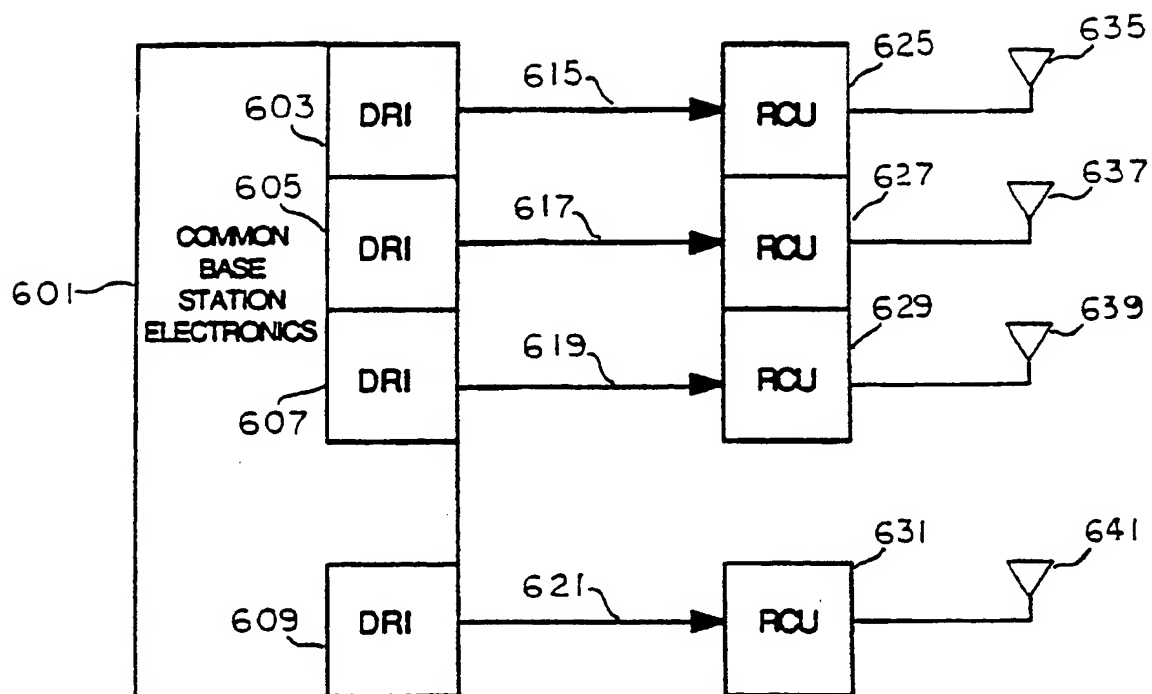 635
615
625
603
DRI
RCU
605
617
627
637
COMMON
BASE
STATION
ELECTRONICS
DRI
RCU
601
619
629
639
DRI
RCU
607
631
641
621
609
DRI
RCU